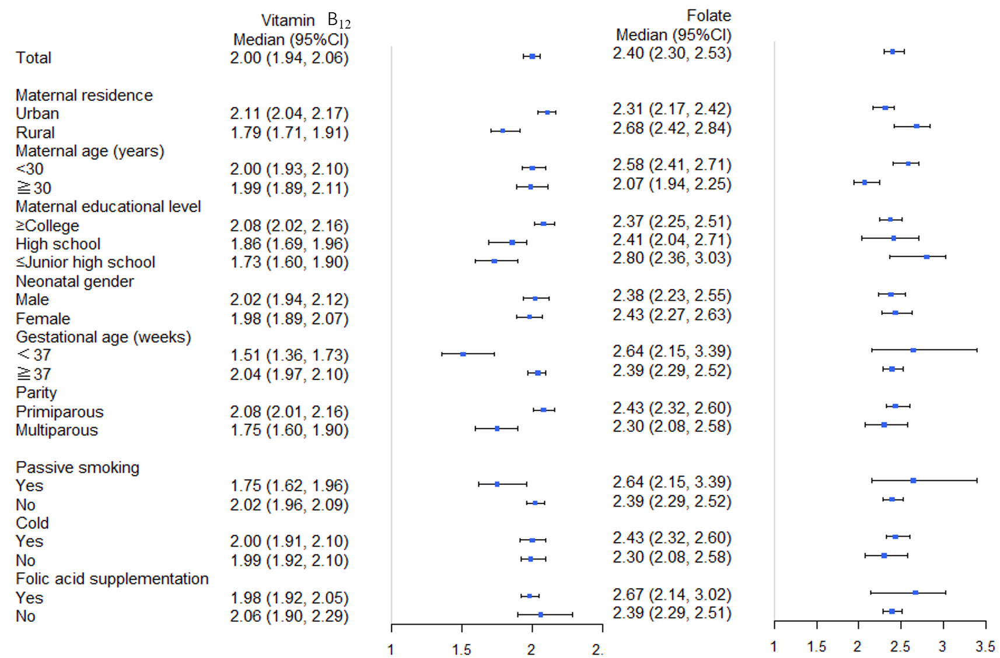 Vitamin B₁₂ Folate
Median (95%CI) Median (95%CI)
Total 2.00 (1.94, 2.06) 2.40 (2.30, 2.53)
Maternal residence
Urban 2.11 (2.04, 2.17) 2.31 (2.17, 2.42)
Rural 1.79 (1.71, 1.91) 2.68 (2.42, 2.84)
Maternal age (years)
<30 2.00 (1.93, 2.10) 2.58 (2.41, 2.71)
≧30 1.99 (1.89, 2.11) 2.07 (1.94, 2.25)
Maternal educational level
≥College 2.08 (2.02, 2.16) 2.37 (2.25, 2.51)
High school 1.86 (1.69, 1.96) 2.41 (2.04, 2.71)
≤Junior high school 1.73 (1.60, 1.90) 2.80 (2.36, 3.03)
Neonatal gender
Male 2.02 (1.94, 2.12) 2.38 (2.23, 2.55)
Female 1.98 (1.89, 2.07) 2.43 (2.27, 2.63)
Gestational age (weeks)
< 37 1.51 (1.36, 1.73) 2.64 (2.15, 3.39)
≧37 2.04 (1.97, 2.10) 2.39 (2.29, 2.52)
Parity
Primiparous 2.08 (2.01, 2.16) 2.43 (2.32, 2.60)
Multiparous 1.75 (1.60, 1.90) 2.30 (2.08, 2.58)
Passive smoking
Yes 1.75 (1.62, 1.96) 2.64 (2.15, 3.39)
No 2.02 (1.96, 2.09) 2.39 (2.29, 2.52)
Cold
Yes 2.00 (1.91, 2.10) 2.43 (2.32, 2.60)
No 1.99 (1.92, 2.10) 2.30 (2.08, 2.58)
Folic acid supplementation
Yes 1.98 (1.92, 2.05) 2.67 (2.14, 3.02)
No 2.06 (1.90, 2.29) 2.39 (2.29, 2.51)
1 1.5 2 2. 1 1.5 2 2.5 3 3.5